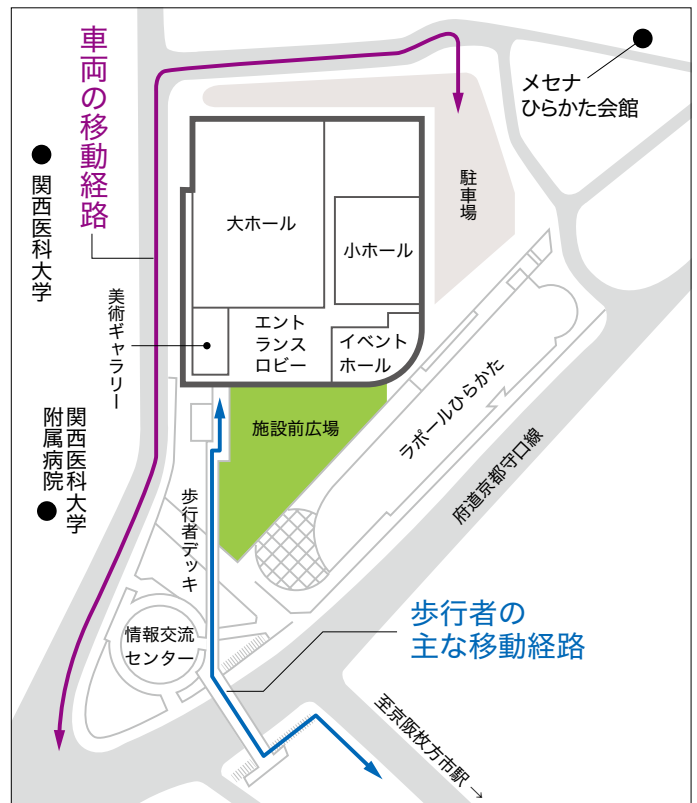 車両の移動経路
メセナ
ひらかた会館
関西医科大学
駐車場
大ホール
小ホール
美術ギャラリー
エント
ランス
ロビー
イベント
ホール
関西医科大学
附属病院
施設前広場
ラポールひらかた
府道京都守口線
歩行者デッキ
歩行者の
主な移動経路
情報交流
センター
至京阪枚方市駅→